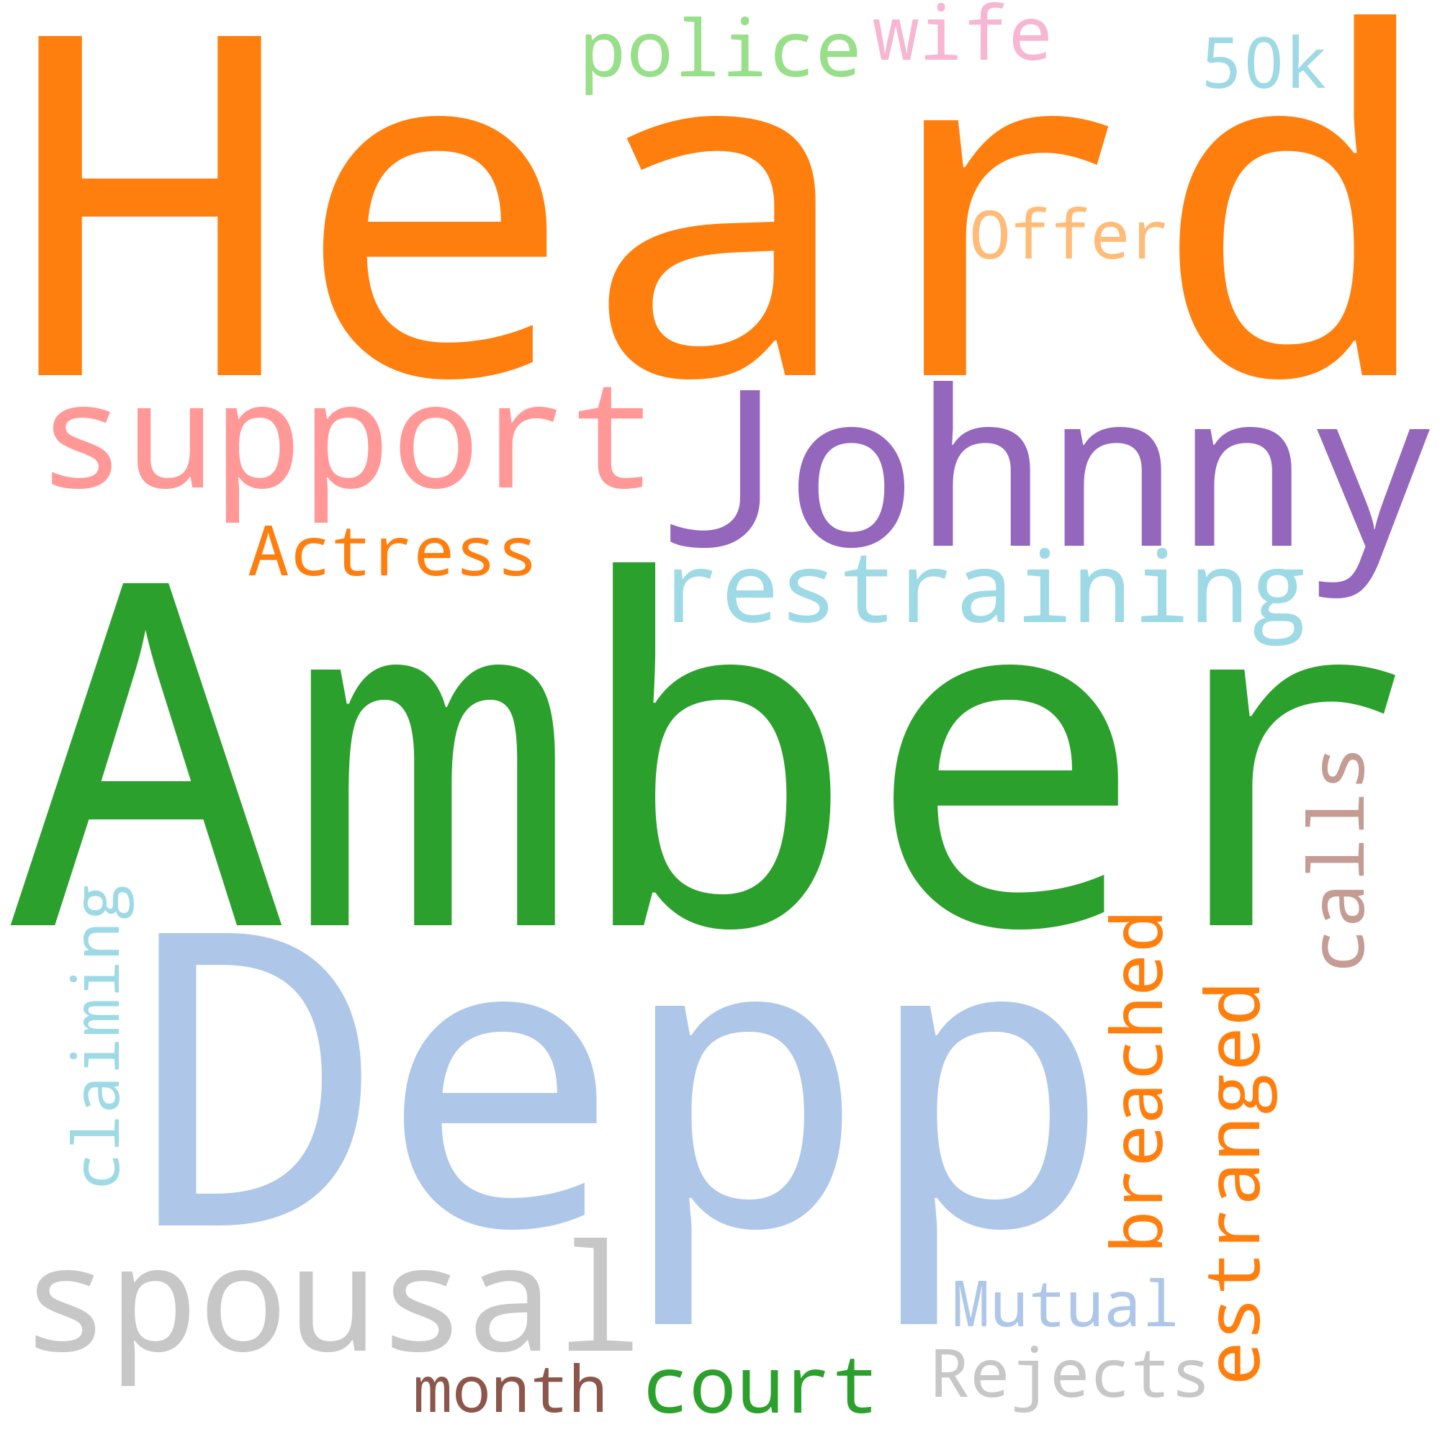 police wife 50k
Heard
Offer
support Johnny
Actress restraining
Amber
calls
claiming
Depp
breached
estranged
spousal
Mutual
Rejects
month court